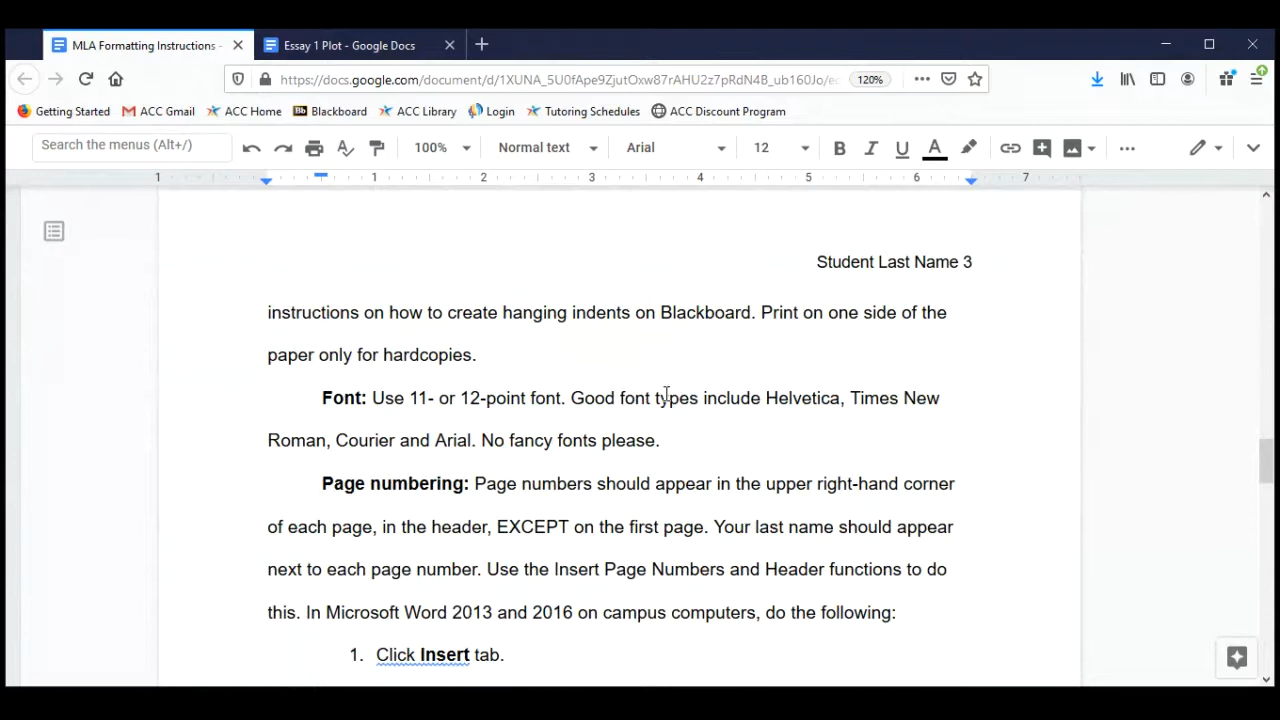 MLA Formatting Instructions -
Essay 1 Plot - Google Docs
https://docs.google.com/document/d/1XUNA_5U0fApe9ZjutOxw87rAHU2z7pRdN4B_ub160Jo/e
120%
Getting Started
ACC Gmail
ACC Home
Bb Blackboard
ACC Library
Login
Tutoring Schedules
ACC Discount Program
Search the menus (Alt+/)
100%
Normal text
Arial
12
B I U A
1 1 2 3 4 5 6 7
Student Last Name 3
instructions on how to create hanging indents on Blackboard. Print on one side of the
paper only for hardcopies.
Font: Use 11- or 12-point font. Good font types include Helvetica, Times New
Roman, Courier and Arial. No fancy fonts please.
Page numbering: Page numbers should appear in the upper right-hand corner
of each page, in the header, EXCEPT on the first page. Your last name should appear
next to each page number. Use the Insert Page Numbers and Header functions to do
this. In Microsoft Word 2013 and 2016 on campus computers, do the following:
1. Click Insert tab.